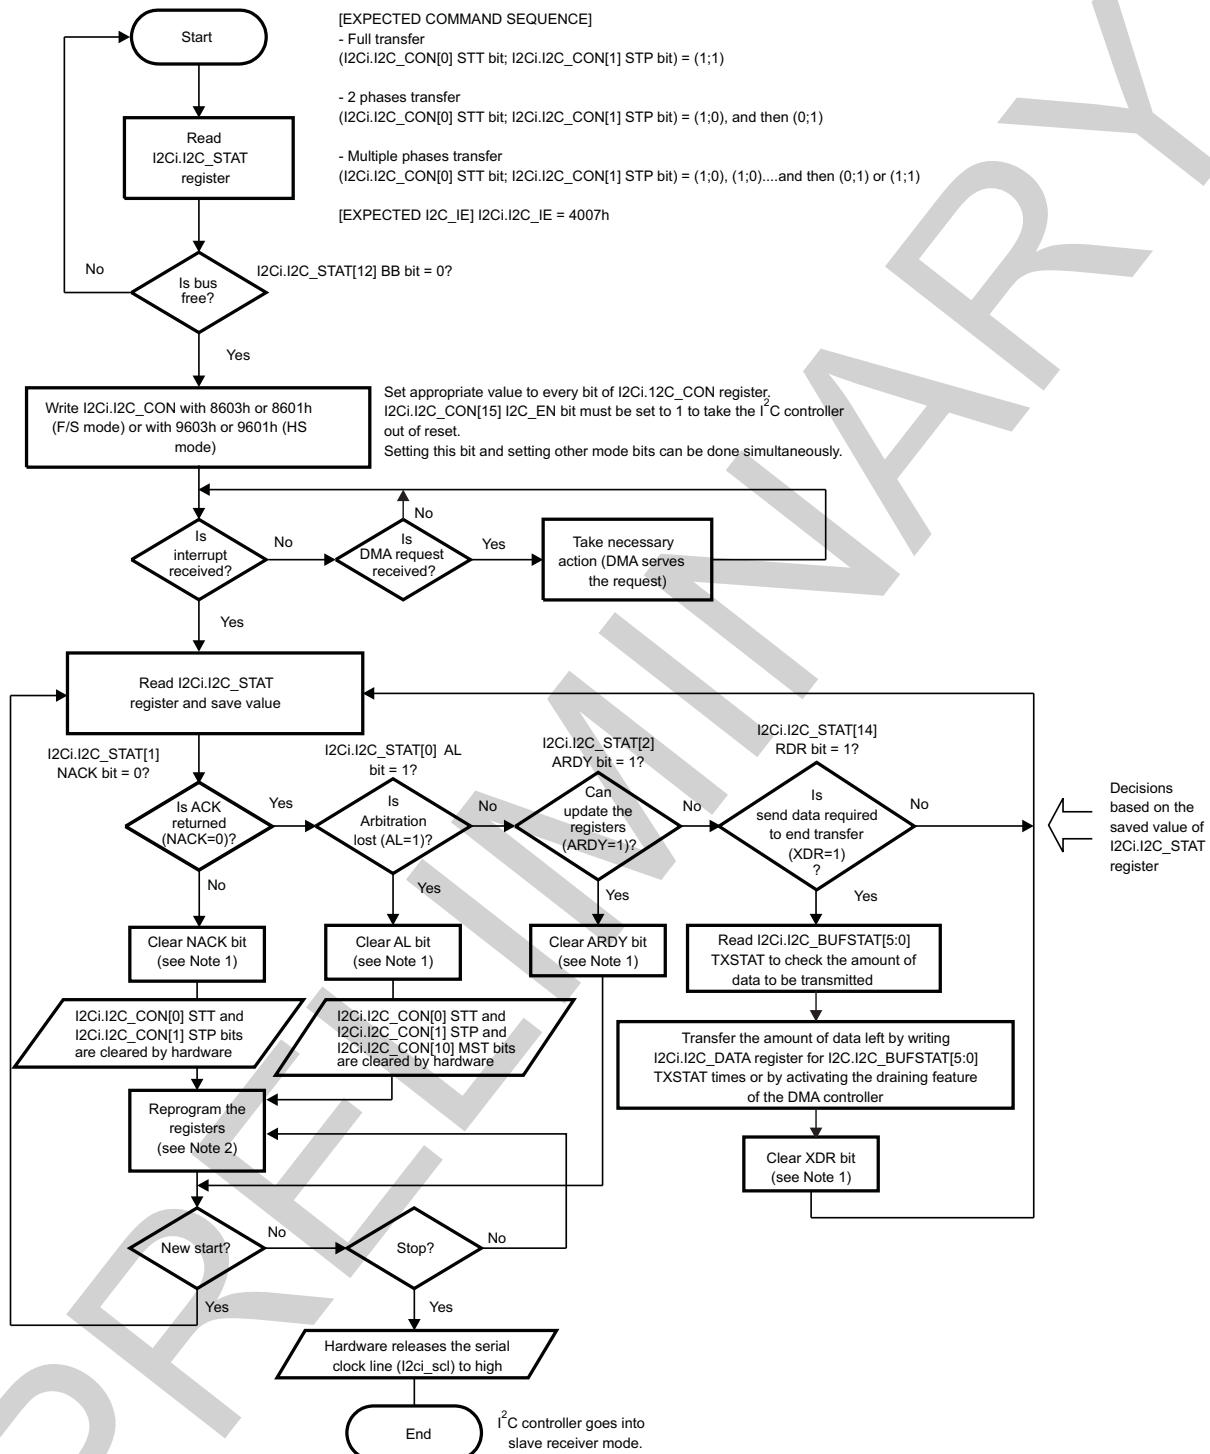 Start
[EXPECTED COMMAND SEQUENCE]
- Full transfer
(I2Ci.I2C_CON[0] STT bit; I2Ci.I2C_CON[1] STP bit) = (1;1)
- 2 phases transfer
(I2Ci.I2C_CON[0] STT bit; I2Ci.I2C_CON[1] STP bit) = (1;0), and then (0;1)
- Multiple phases transfer
(I2Ci.I2C_CON[0] STT bit; I2Ci.I2C_CON[1] STP bit) = (1;0), (1;0)....and then (0;1) or (1;1)
[EXPECTED I2C_IE] I2Ci.I2C_IE = 4007h
Read
I2Ci.I2C_STAT
register
No
Is bus
free?
I2Ci.I2C_STAT[12] BB bit = 0?
Yes
Write I2Ci.I2C_CON with 8603h or 8601h
(F/S mode) or with 9603h or 9601h (HS
mode)
Set appropriate value to every bit of I2Ci.12C_CON register.
I2Ci.I2C_CON[15] I2C_EN bit must be set to 1 to take the I2C controller
out of reset.
Setting this bit and setting other mode bits can be done simultaneously.
Is
interrupt
received?
No
Is
DMA request
received?
No
Yes
Take necessary
action (DMA serves
the request)
Yes
Read I2Ci.I2C_STAT
register and save value
I2Ci.I2C_STAT[1]
NACK bit = 0?
I2Ci.I2C_STAT[0] AL
bit = 1?
I2Ci.I2C_STAT[2]
ARDY bit = 1?
I2Ci.I2C_STAT[14]
RDR bit = 1?
Is ACK
returned
(NACK=0)?
Yes
Is
Arbitration
lost (AL=1)?
No
Can
update the
registers
(ARDY=1)?
No
Is
send data required
to end transfer
(XDR=1)
?
No
Decisions
based on the
saved value of
I2Ci.I2C_STAT
register
No
Yes
Yes
Yes
Clear NACK bit
(see Note 1)
Clear AL bit
(see Note 1)
Clear ARDY bit
(see Note 1)
Read I2Ci.I2C_BUFSTAT[5:0]
TXSTAT to check the amount of
data to be transmitted
I2Ci.I2C_CON[0] STT and
I2Ci.I2C_CON[1] STP bits
are cleared by hardware
I2Ci.I2C_CON[0] STT and
I2Ci.I2C_CON[1] STP and
I2Ci.I2C_CON[10] MST bits
are cleared by hardware
Transfer the amount of data left by writing
I2Ci.I2C_DATA register for I2C.I2C_BUFSTAT[5:0]
TXSTAT times or by activating the draining feature
of the DMA controller
Reprogram the
registers
(see Note 2)
Clear XDR bit
(see Note 1)
New start?
No
Stop?
No
Yes
Yes
Hardware releases the serial
clock line (I2ci_scl) to high
End
I2C controller goes into
slave receiver mode.
PRELIMINARY